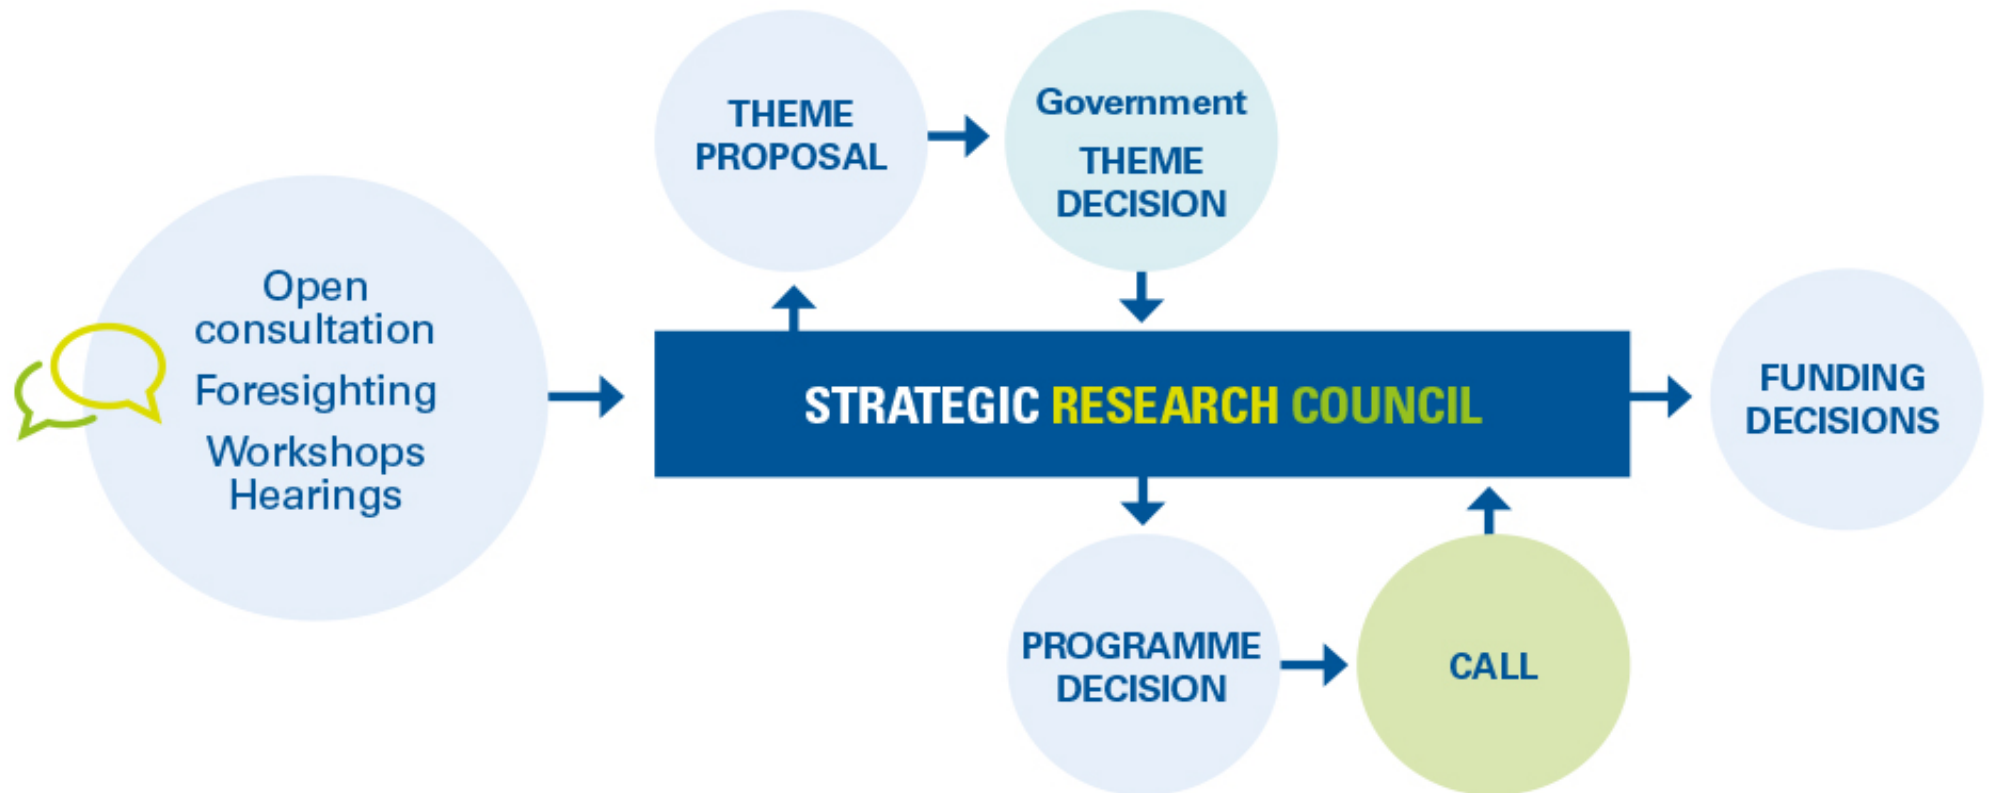 Open
consultation
Foresighting
Workshops
Hearings
THEME
PROPOSAL
Government
THEME
DECISION
STRATEGIC RESEARCH COUNCIL
PROGRAMME
DECISION
CALL
FUNDING
DECISIONS